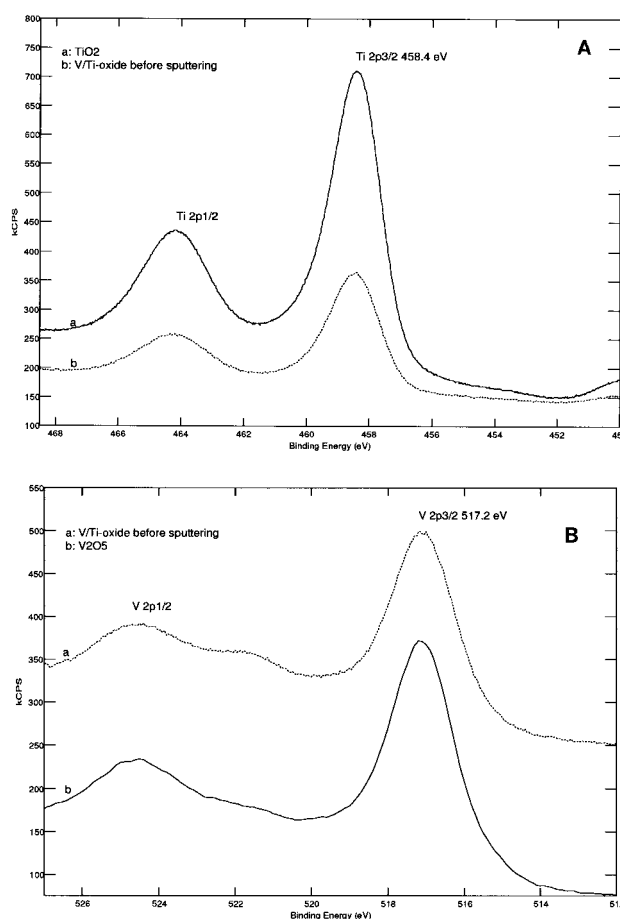 A
a: TiO2
b: V/Ti-oxide before sputtering
Ti 2p3/2 458.4 eV
Ti 2p1/2
a
b
800
750
700
650
600
550
500
450
400
350
300
250
200
150
100
kCPS
468
466
464
462
460
458
456
454
452
45
Binding Energy (eV)
B
a: V/Ti-oxide before sputtering
b: V2O5
V 2p3/2 517.2 eV
V 2p1/2
a
b
550
500
450
400
350
300
250
200
150
100
kCPS
526
524
522
520
518
516
514
51
Binding Energy (eV)